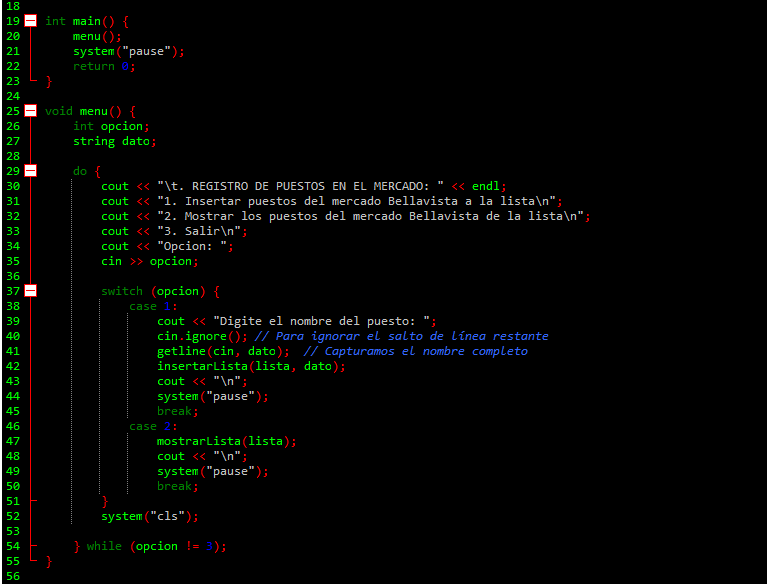 18
19 int main() {
20     menu();
21     system("pause");
22     return 0;
23 }
24
25 void menu() {
26     int opcion;
27     string dato;
28
29     do {
30         cout << "\t. REGISTRO DE PUESTOS EN EL MERCADO: " << endl;
31         cout << "1. Insertar puestos del mercado Bellavista a la lista\n";
32         cout << "2. Mostrar los puestos del mercado Bellavista de la lista\n";
33         cout << "3. Salir\n";
34         cout << "Opcion: ";
35         cin >> opcion;
36
37         switch (opcion) {
38             case 1:
39                 cout << "Digite el nombre del puesto: ";
40                 cin.ignore(); // Para ignorar el salto de línea restante
41                 getline(cin, dato);  // Capturamos el nombre completo
42                 insertarLista(lista, dato);
43                 cout << "\n";
44                 system("pause");
45                 break;
46             case 2:
47                 mostrarLista(lista);
48                 cout << "\n";
49                 system("pause");
50                 break;
51         }
52         system("cls");
53
54     } while (opcion != 3);
55 }
56